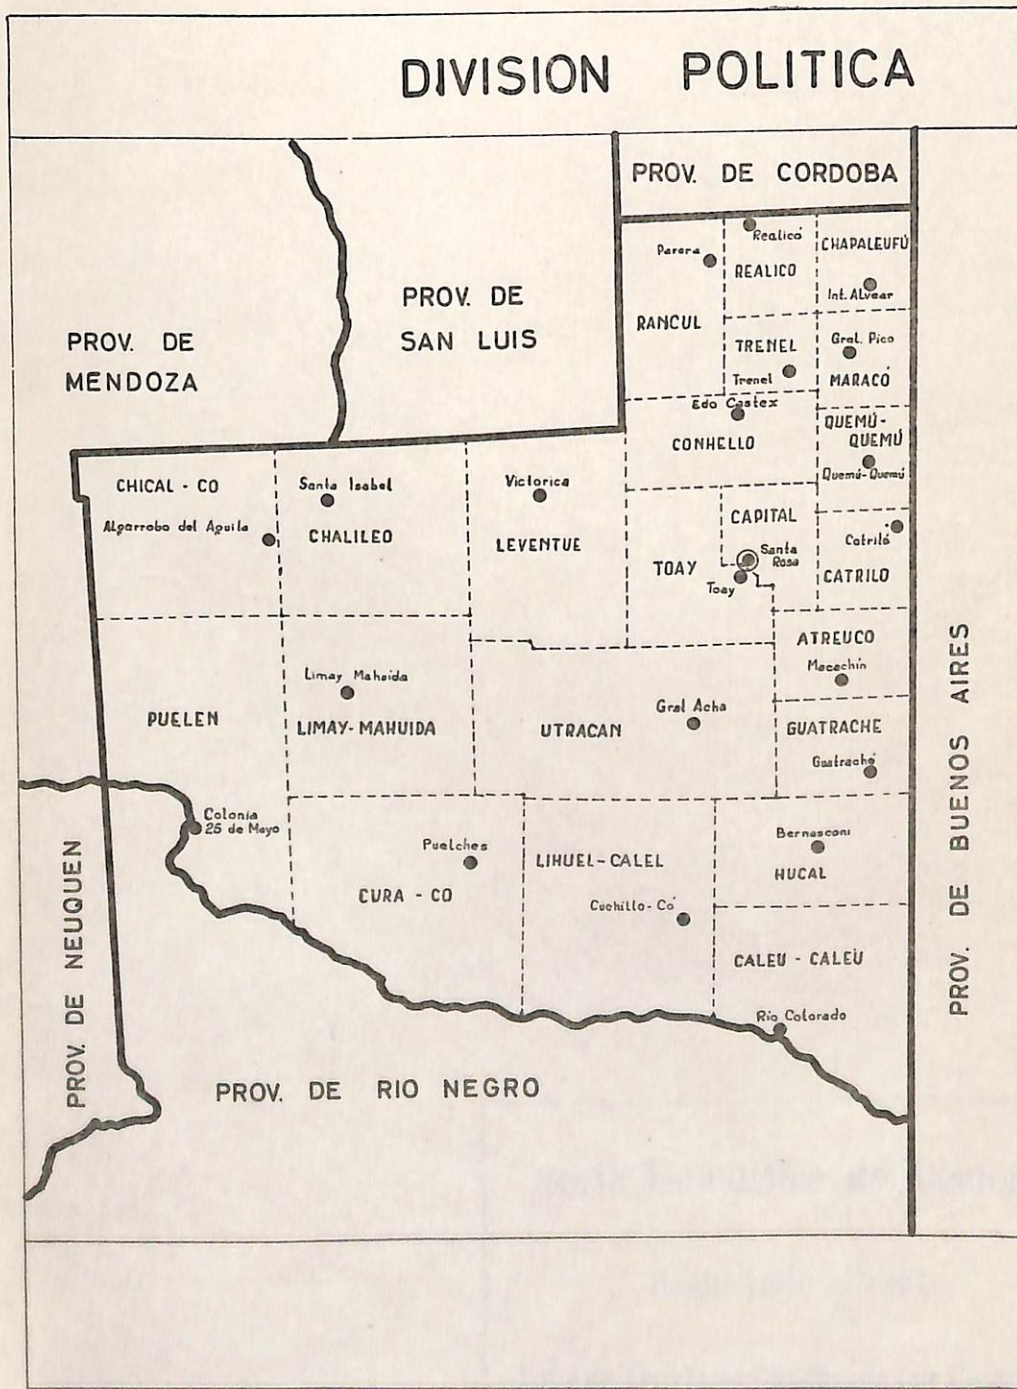 DIVISION POLITICA
PROV. DE CORDOBA
PROV. DE
MENDOZA
PROV. DE
SAN LUIS
Parera
RANCUL
Realicó
REALICO
CHAPALEUFÚ
Int. Alvear
TRENEL
Trenel
Gral. Pico
MARACÓ
Edo Castex
CONHELLO
QUEMÚ-
QUEMÚ
Quemú-Quemú
CHICAL - CO
Algarrobo del Aguila
Santa Isabel
CHALILEO
Victorica
LEVENTUE
TOAY
Toay
CAPITAL
Santa
Rosa
Catriló
CATRILO
ATREUCO
Macachín
PUELEN
Limay Mahuida
LIMAY-MAHUIDA
UTRACAN
Gral Acha
GUATRACHE
Guatraché
Colonia
25 de Mayo
Puelches
CURA - CO
LIHUEL-CALEL
Cuchillo-Có
Bernasconi
HUCAL
CALEU - CALEÚ
Río Colorado
PROV. DE NEUQUEN
PROV. DE RIO NEGRO
PROV. DE BUENOS AIRES